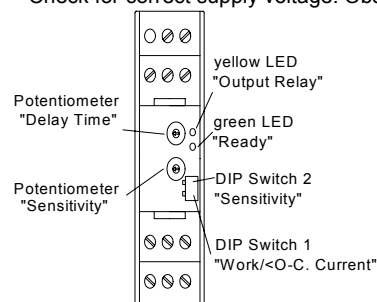 Check for correct supply voltage. Obs
yellow LED
"Output Relay"
Potentiometer
"Delay Time"
green LED
"Ready"
Potentiometer
"Sensitivity"
DIP Switch 2
"Sensitivity"
DIP Switch 1
"Work/<O-C. Current"